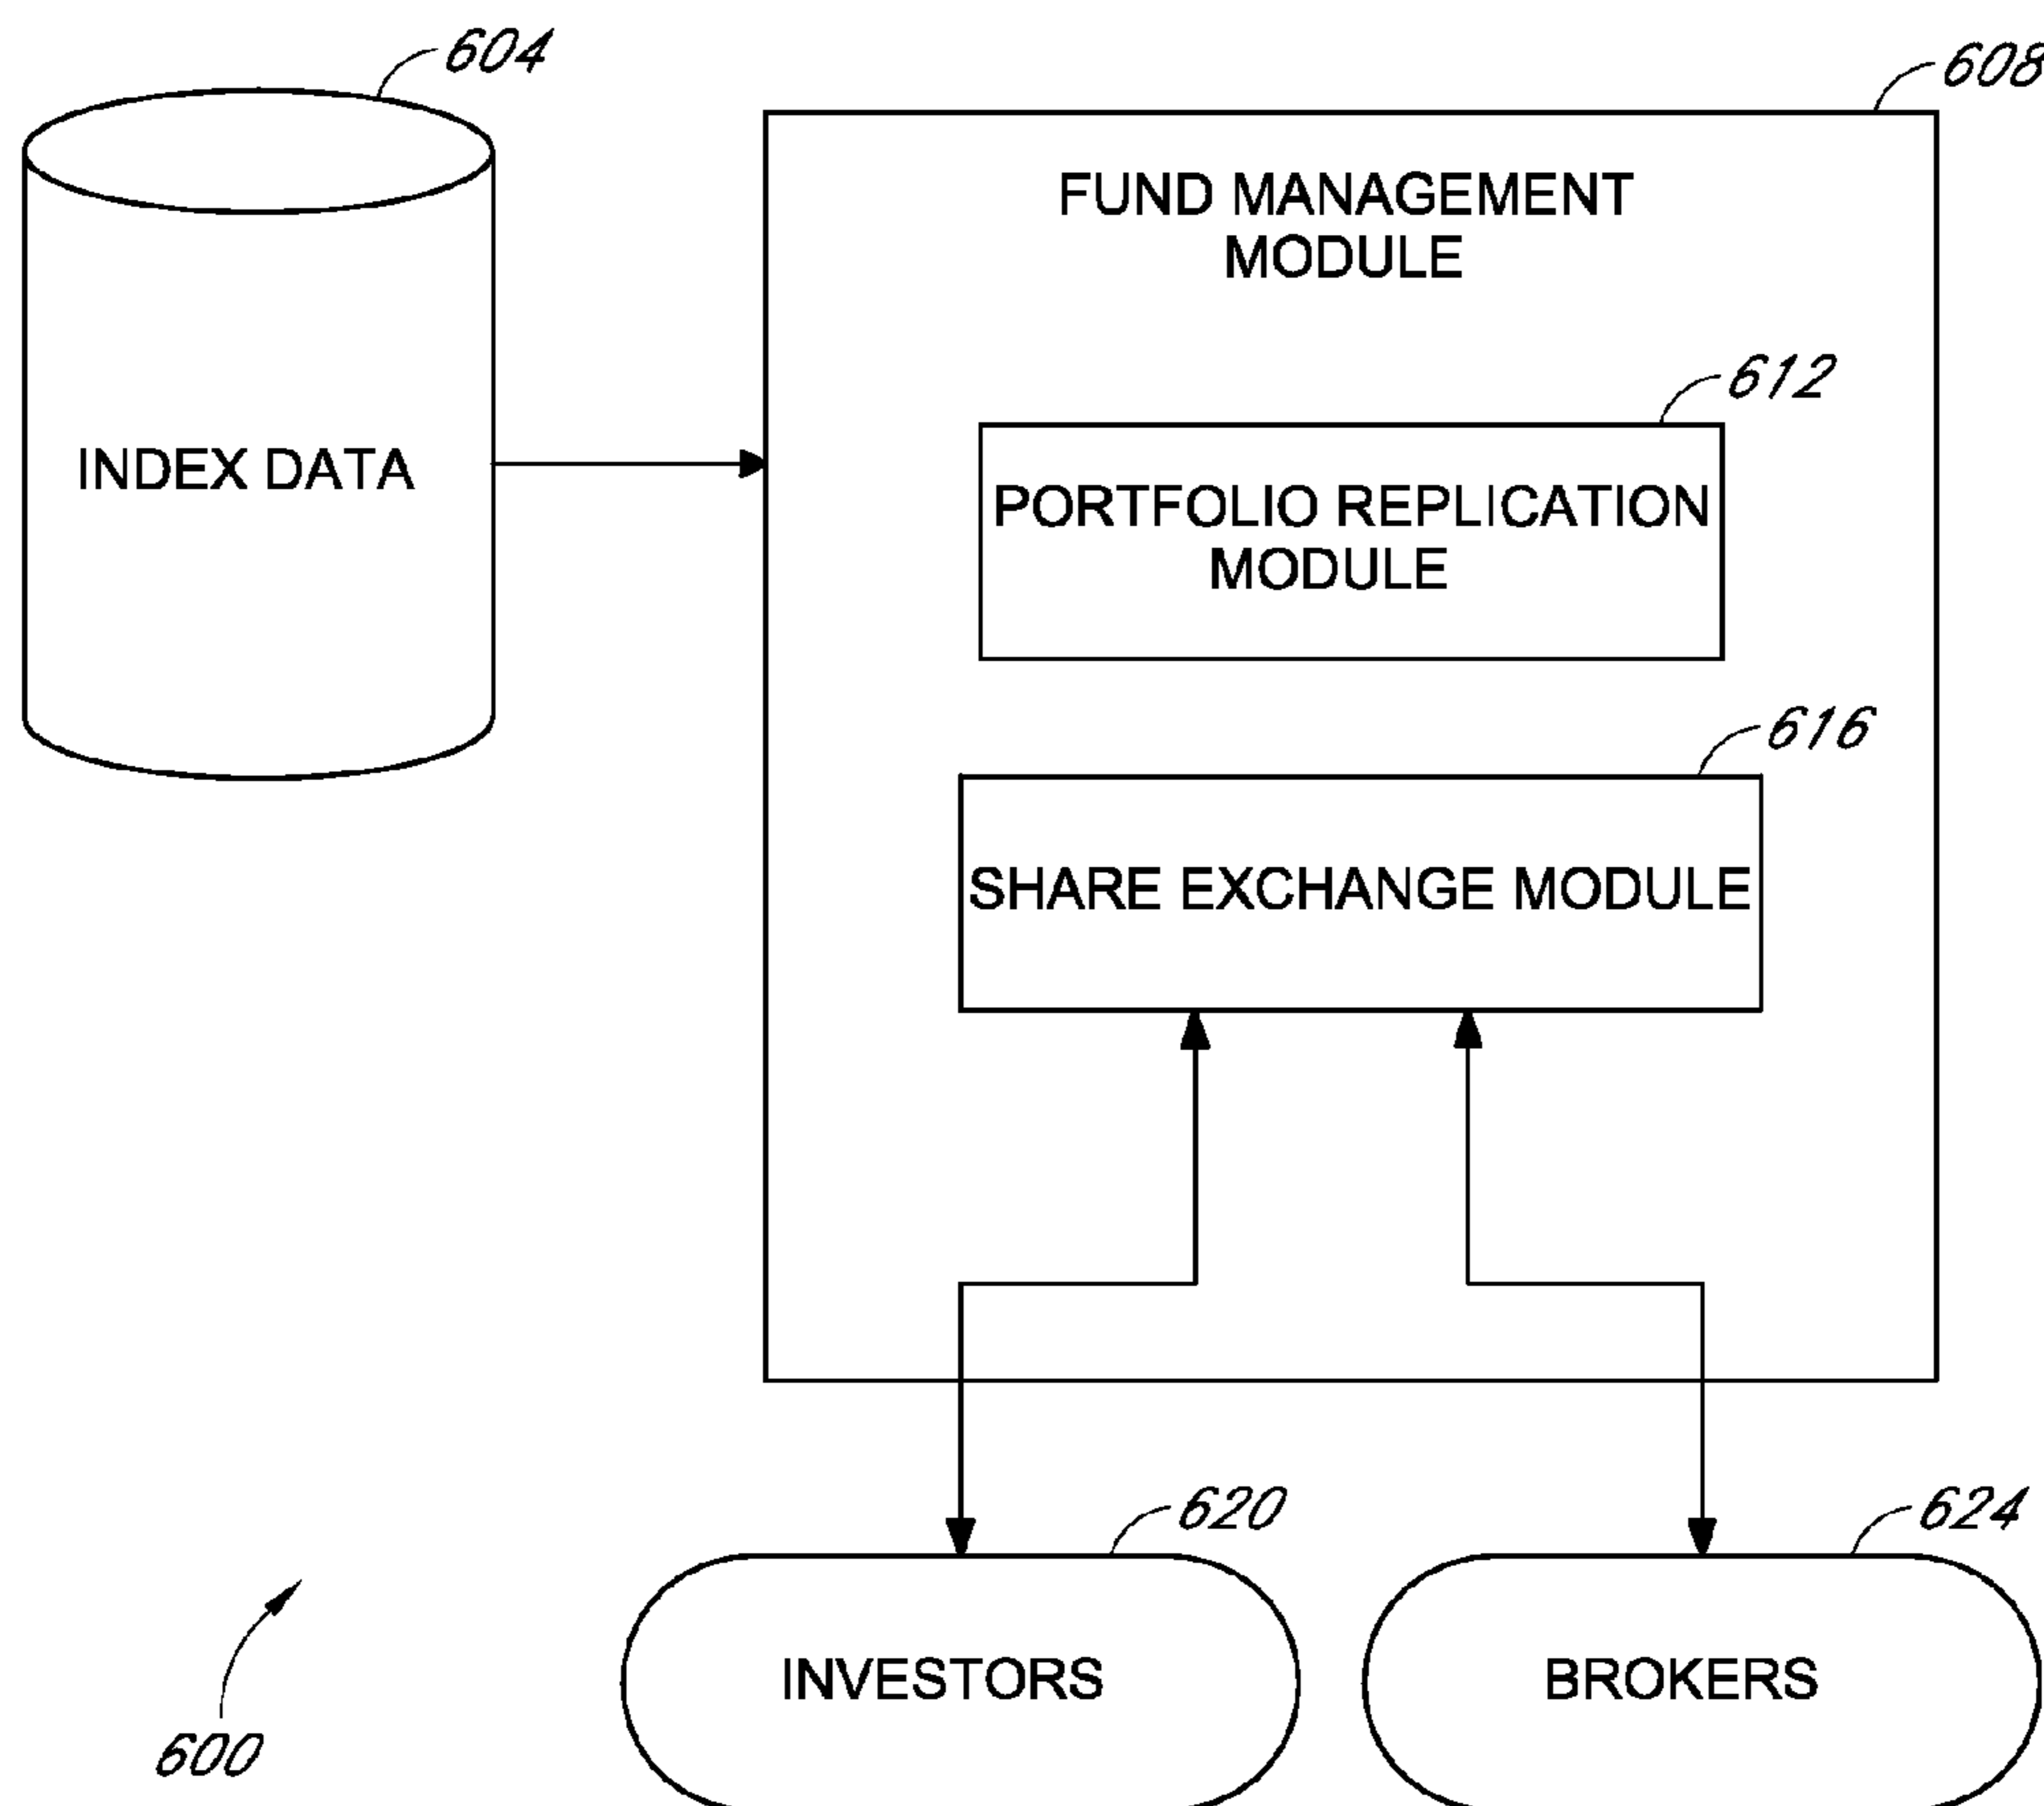 604
608
FUND MANAGEMENT
MODULE
612
INDEX DATA
PORTFOLIO REPLICATION
MODULE
616
SHARE EXCHANGE MODULE
620
624
INVESTORS
BROKERS
600